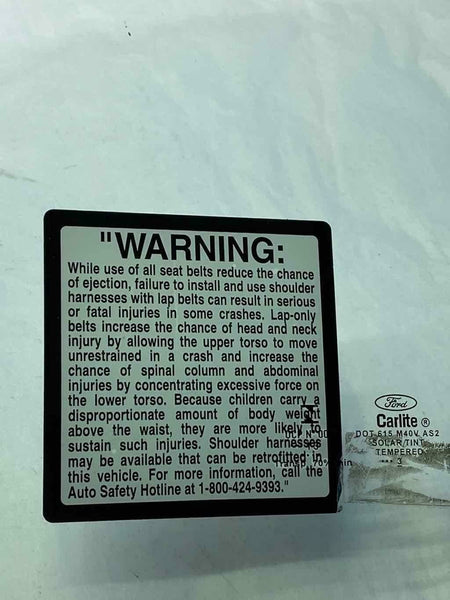 "WARNING:
While use of all seat belts reduce the chance
of ejection, failure to install and use shoulder
harnesses with lap belts can result in serious
or fatal injuries in some crashes. Lap-only
belts increase the chance of head and neck
injury by allowing the upper torso to move
unrestrained in a crash and increase the
chance of spinal column and abdominal
injuries by concentrating excessive force on
the lower torso. Because children carry a
disproportionate amount of body weight
above the waist, they are more likely to
sustain such injuries. Shoulder harnesses
may be available that can be retrofitted in
this vehicle. For more information, call the
Auto Safety Hotline at 1-800-424-9393."
Transp. 70% min
Ford
Carlite ®
DOT 615 M40V AS2
SOLAR/TINT
TEMPERED
3